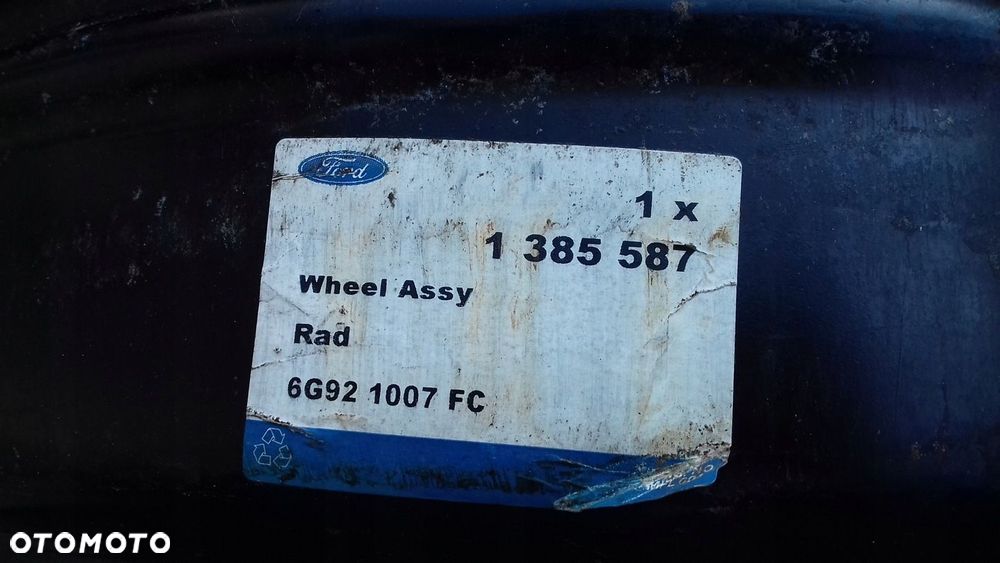 Ford
1 x
1 385 587
Wheel Assy
Rad
6G92 1007 FC
OTOMOTO